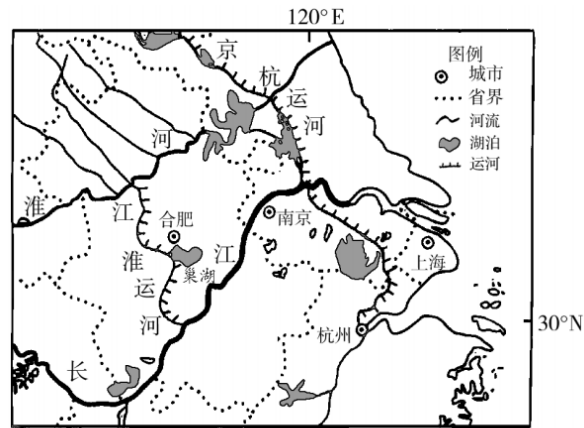 120°E
京杭运河
图例
城市
省界
河流
湖泊
运河
淮河
江淮运河
合肥
巢湖
南京
上海
杭州
长江
30°N